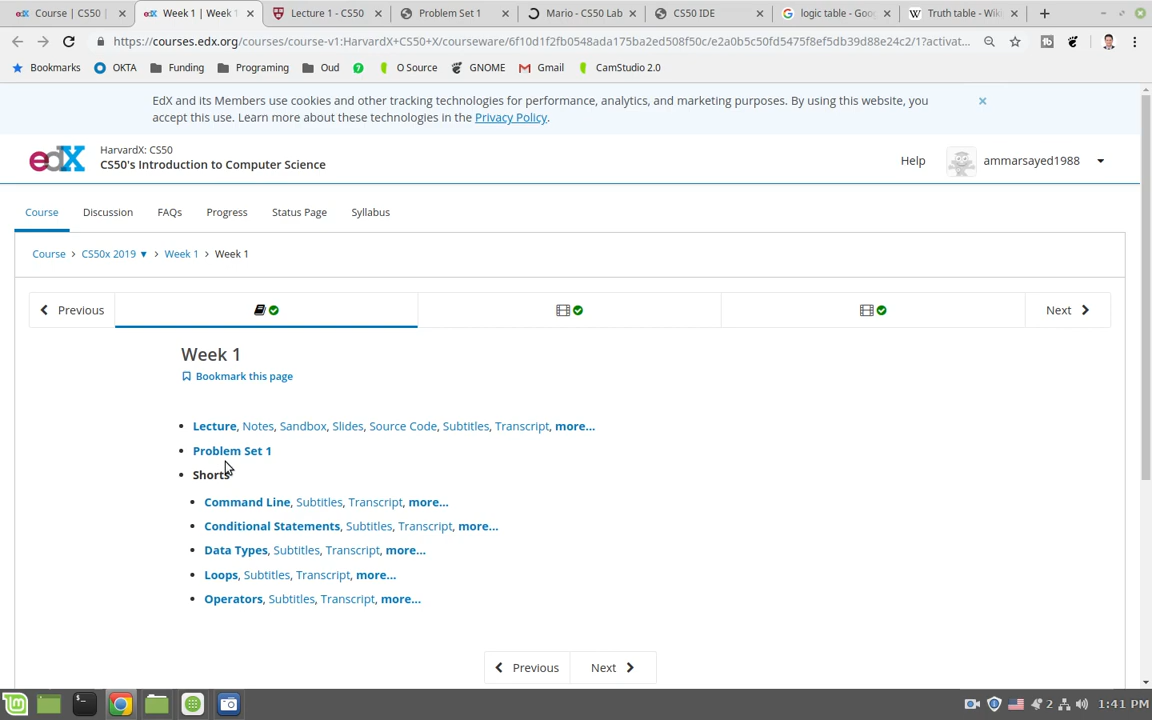 Course | CS50 |
Week 1 | Week 1
Lecture 1 - CS50
Problem Set 1
Mario - CS50 Lab
CS50 IDE
logic table - Goo
Truth table - Wiki
https://courses.edx.org/courses/course-v1:HarvardX+CS50+X/courseware/6f10d1f2fb0548ada175ba2ed508f50c/e2a0b5c50fd5475f8ef5db39d88e24c2/1?activat...
Bookmarks
OKTA
Funding
Programing
Oud
O Source
GNOME
Gmail
CamStudio 2.0
EdX and its Members use cookies and other tracking technologies for performance, analytics, and marketing purposes. By using this website, you
accept this use. Learn more about these technologies in the Privacy Policy.
edX
HarvardX: CS50
CS50's Introduction to Computer Science
Help
ammarsayed1988
Course
Discussion
FAQs
Progress
Status Page
Syllabus
Course > CS50x 2019 > Week 1 > Week 1
Previous
Next
Week 1
Bookmark this page
Lecture, Notes, Sandbox, Slides, Source Code, Subtitles, Transcript, more...
Problem Set 1
Shorts
Command Line, Subtitles, Transcript, more...
Conditional Statements, Subtitles, Transcript, more...
Data Types, Subtitles, Transcript, more...
Loops, Subtitles, Transcript, more...
Operators, Subtitles, Transcript, more...
Previous
Next
2
1:41 PM